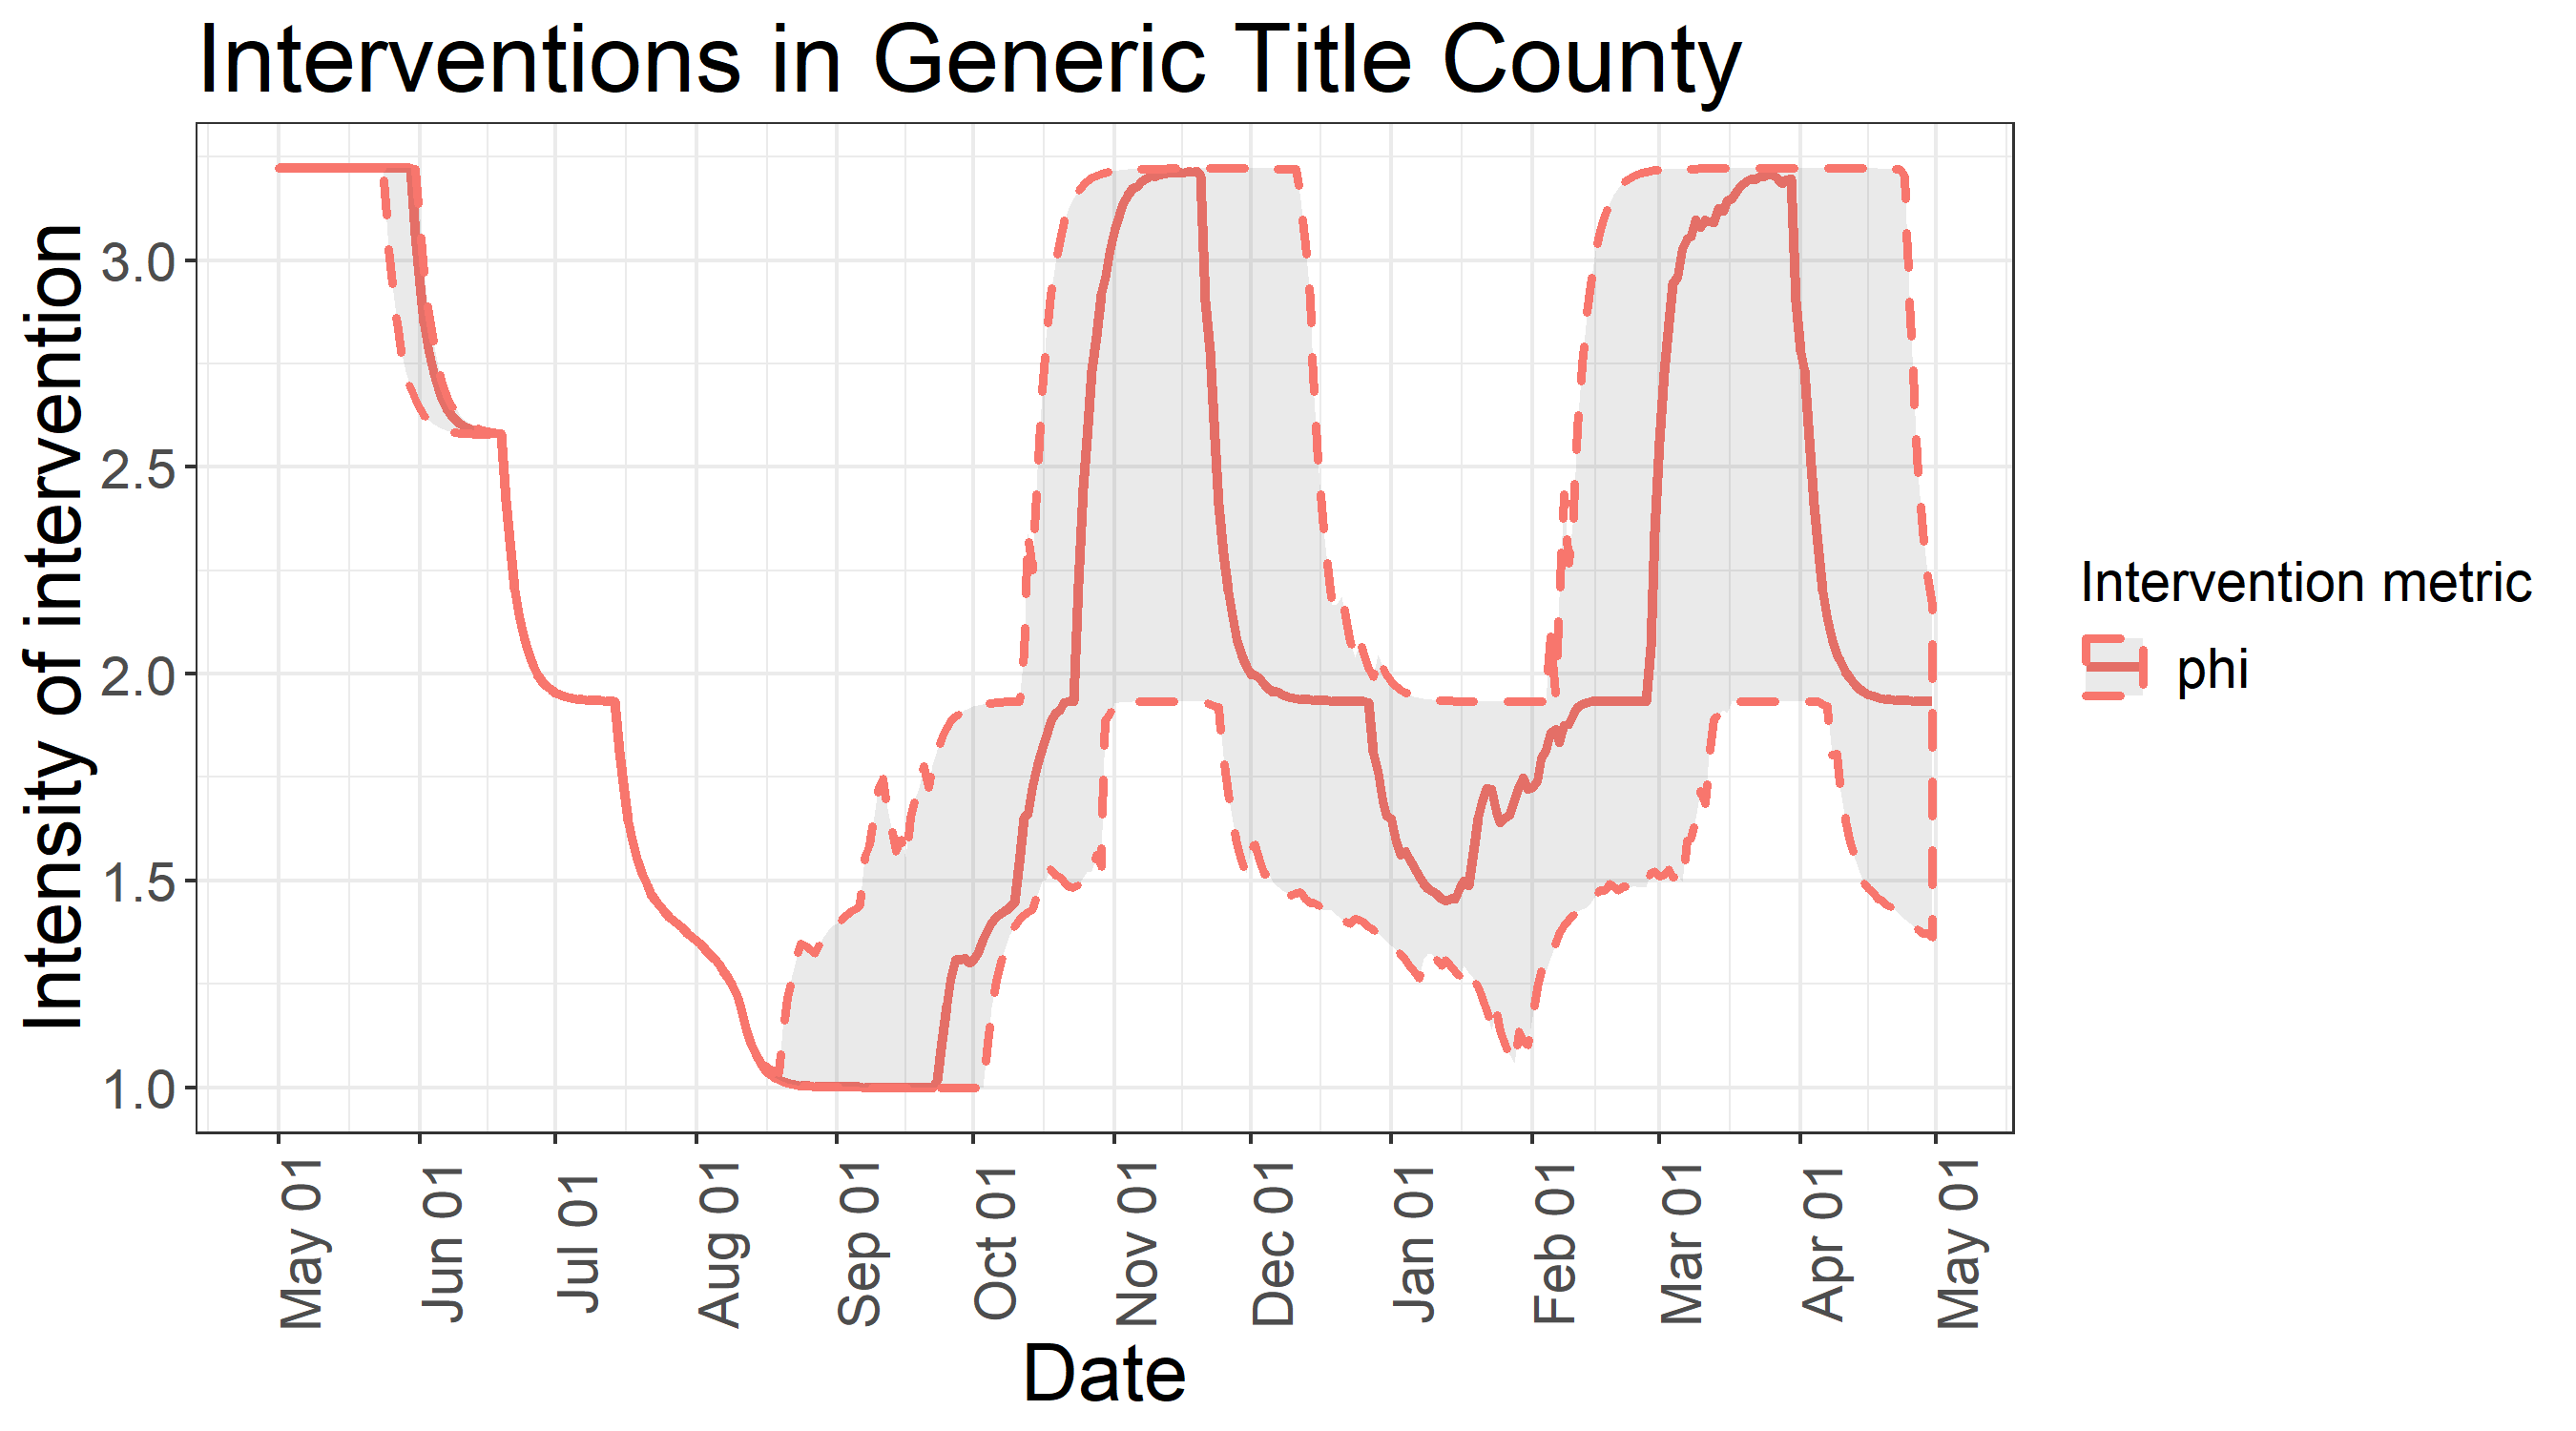 Interventions in Generic Title County
Intensity of intervention
3.0
2.5
2.0
1.5
1.0
May 01
Jun 01
Jul 01
Aug 01
Sep 01
Oct 01
Nov 01
Dec 01
Jan 01
Feb 01
Mar 01
Apr 01
May 01
Date
Intervention metric
phi